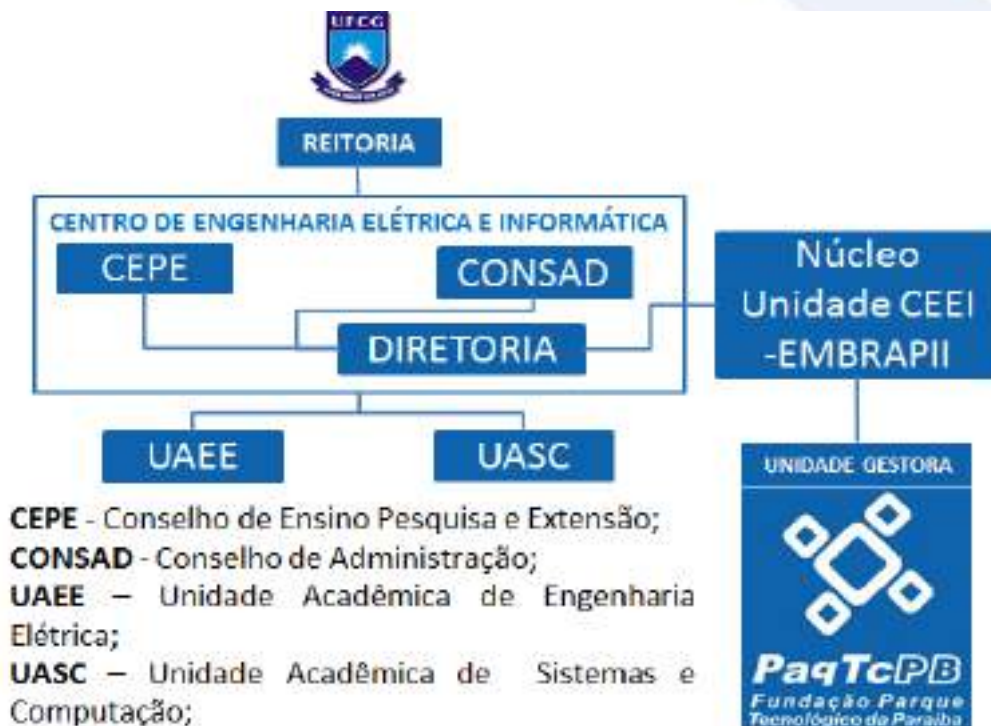 UFCG
REITORIA
CENTRO DE ENGENHARIA ELÉTRICA E INFORMÁTICA
CEPE
CONSAD
DIRETORIA
Núcleo
Unidade CEEI
-EMBRAPII
UAEE
UASC
UNIDADE GESTORA
PaqTcPB
Fundação Parque
Tecnológico da Paraíba
CEPE - Conselho de Ensino Pesquisa e Extensão;
CONSAD - Conselho de Administração;
UAEE – Unidade Acadêmica de Engenharia
Elétrica;
UASC – Unidade Acadêmica de Sistemas e
Computação;